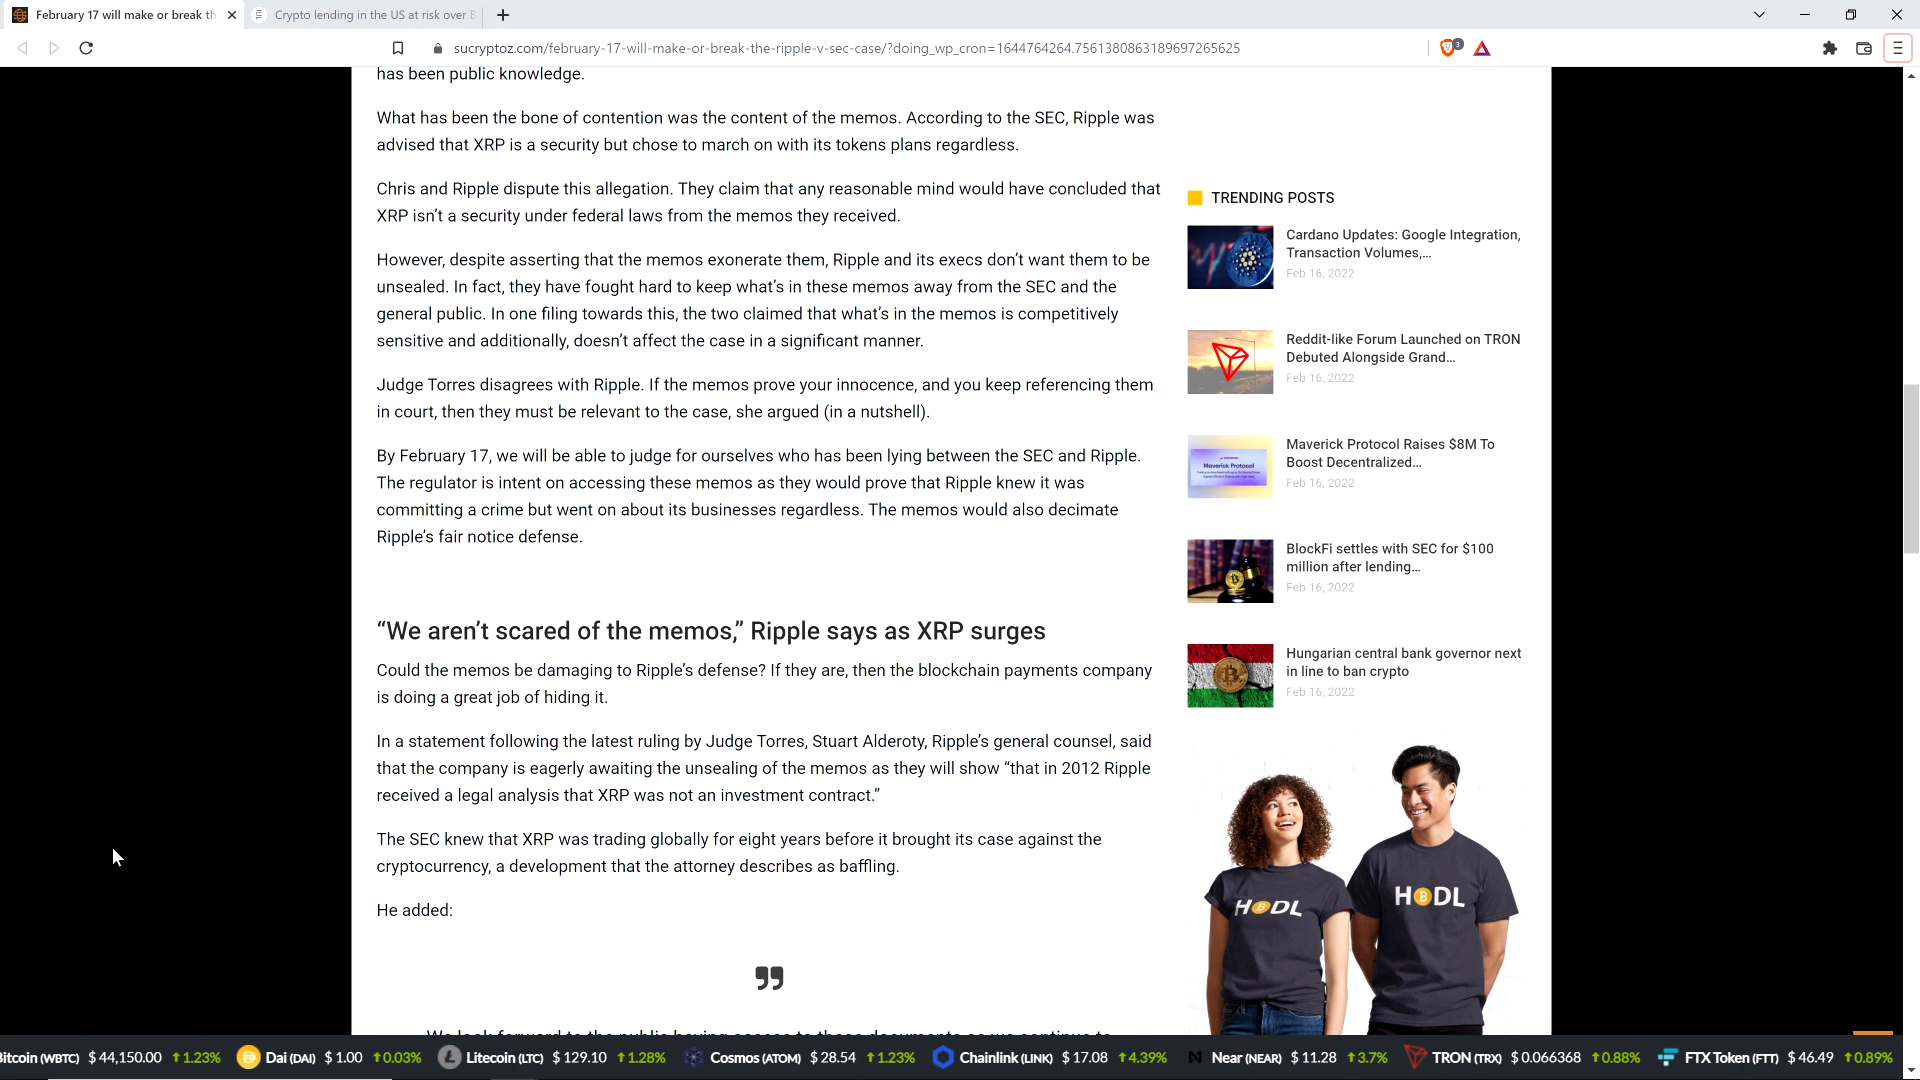 February 17 will make or break th
Crypto lending in the US at risk over B
sucryptoz.com/february-17-will-make-or-break-the-ripple-v-sec-case/?doing_wp_cron=1644764264.7561380863189697265625
3
has been public knowledge.
What has been the bone of contention was the content of the memos. According to the SEC, Ripple was
advised that XRP is a security but chose to march on with its tokens plans regardless.
Chris and Ripple dispute this allegation. They claim that any reasonable mind would have concluded that
XRP isn’t a security under federal laws from the memos they received.
However, despite asserting that the memos exonerate them, Ripple and its execs don’t want them to be
unsealed. In fact, they have fought hard to keep what’s in these memos away from the SEC and the
general public. In one filing towards this, the two claimed that what’s in the memos is competitively
sensitive and additionally, doesn’t affect the case in a significant manner.
Judge Torres disagrees with Ripple. If the memos prove your innocence, and you keep referencing them
in court, then they must be relevant to the case, she argued (in a nutshell).
By February 17, we will be able to judge for ourselves who has been lying between the SEC and Ripple.
The regulator is intent on accessing these memos as they would prove that Ripple knew it was
committing a crime but went on about its businesses regardless. The memos would also decimate
Ripple’s fair notice defense.
“We aren’t scared of the memos,” Ripple says as XRP surges
Could the memos be damaging to Ripple’s defense? If they are, then the blockchain payments company
is doing a great job of hiding it.
In a statement following the latest ruling by Judge Torres, Stuart Alderoty, Ripple’s general counsel, said
that the company is eagerly awaiting the unsealing of the memos as they will show “that in 2012 Ripple
received a legal analysis that XRP was not an investment contract.”
The SEC knew that XRP was trading globally for eight years before it brought its case against the
cryptocurrency, a development that the attorney describes as baffling.
He added:
We look forward to the public having access to these documents as we continue to
TRENDING POSTS
Cardano Updates: Google Integration,
Transaction Volumes,...
Feb 16, 2022
Reddit-like Forum Launched on TRON
Debuted Alongside Grand...
Feb 16, 2022
Maverick Protocol
Maverick Protocol Raises $8M To
Boost Decentralized...
Feb 16, 2022
BlockFi settles with SEC for $100
million after lending...
Feb 16, 2022
Hungarian central bank governor next
in line to ban crypto
Feb 16, 2022
HODL
HODL
itcoin (WBTC) $ 44,150.00 1.23% Dai (DAI) $ 1.00 0.03% Litecoin (LTC) $ 129.10 1.28% Cosmos (ATOM) $ 28.54 1.23% Chainlink (LINK) $ 17.08 4.39% Near (NEAR) $ 11.28 3.7% TRON (TRX) $ 0.066368 0.88% FTX Token (FTT) $ 46.49 0.89%